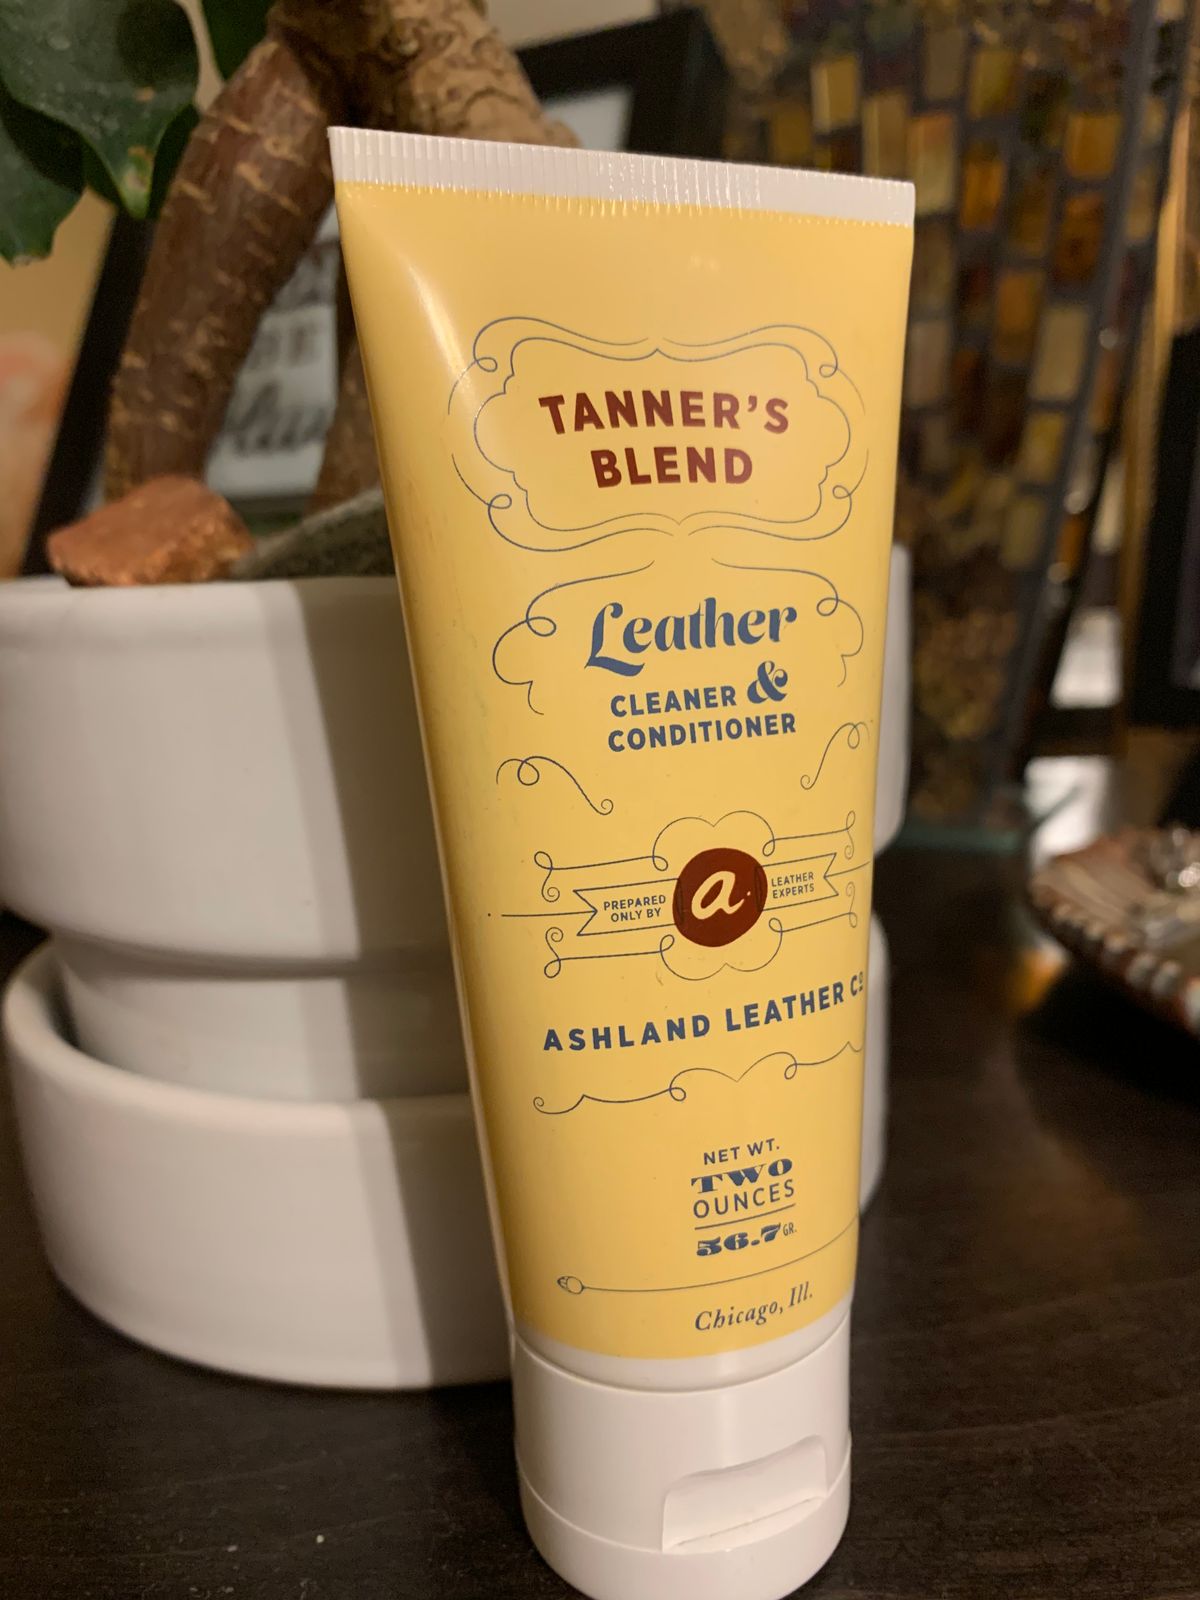 TANNER'S
BLEND
Leather
CLEANER &
CONDITIONER
PREPARED
ONLY BY
a.
LEATHER
EXPERTS
ASHLAND LEATHER Cº
NET WT.
TWO
OUNCES
56.7 GR.
Chicago, Ill.